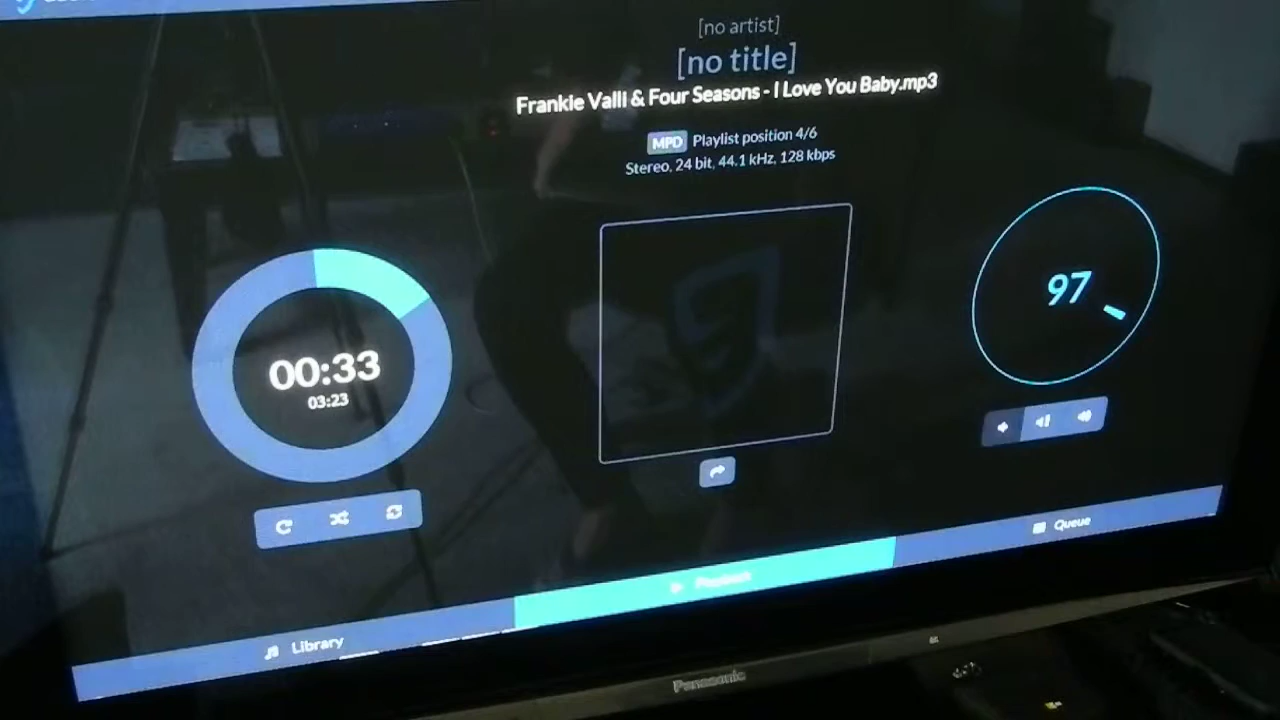 [no artist]
[no title]
Frankie Valli & Four Seasons - I Love You Baby.mp3
MPD Playlist position 4/6
Stereo, 24 bit, 44.1 kHz, 128 kbps
97
00:33
03:23
Queue
Playback
Library
Panasonic